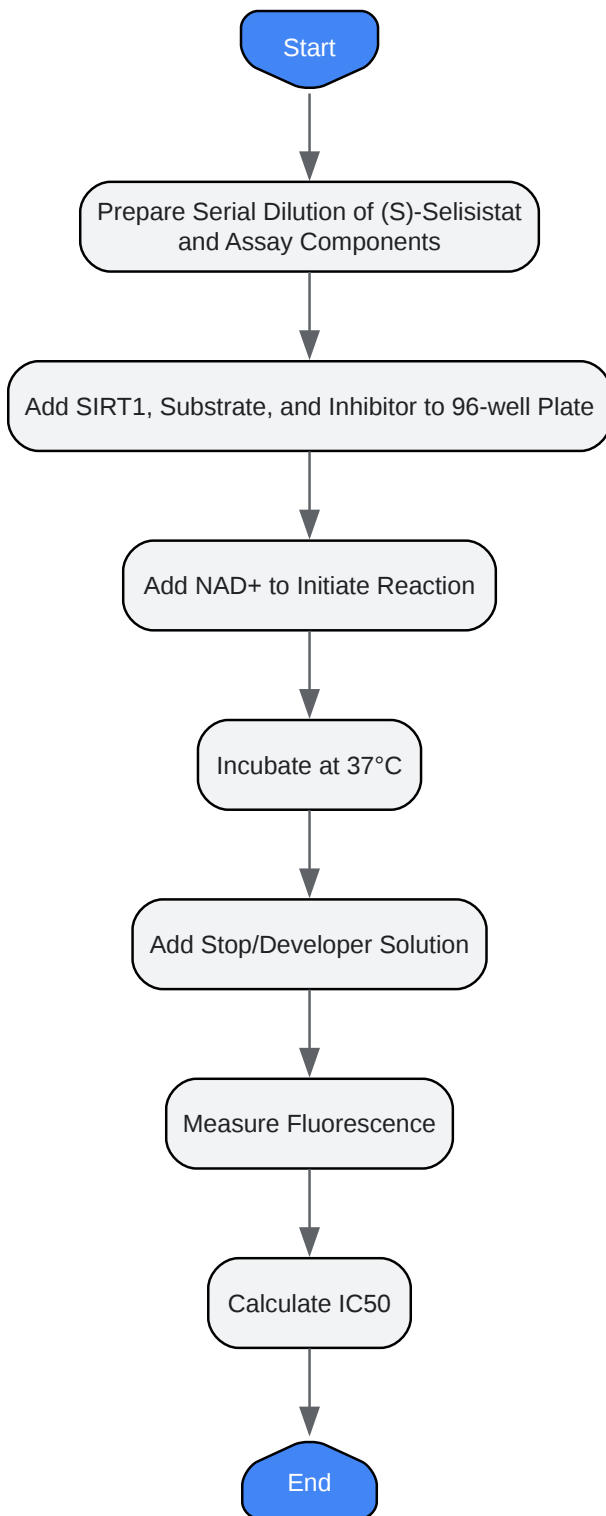 Start
Prepare Serial Dilution of (S)-Selisistat
and Assay Components
Add SIRT1, Substrate, and Inhibitor to 96-well Plate
Add NAD+ to Initiate Reaction
Incubate at 37°C
Add Stop/Developer Solution
Measure Fluorescence
Calculate IC50
End